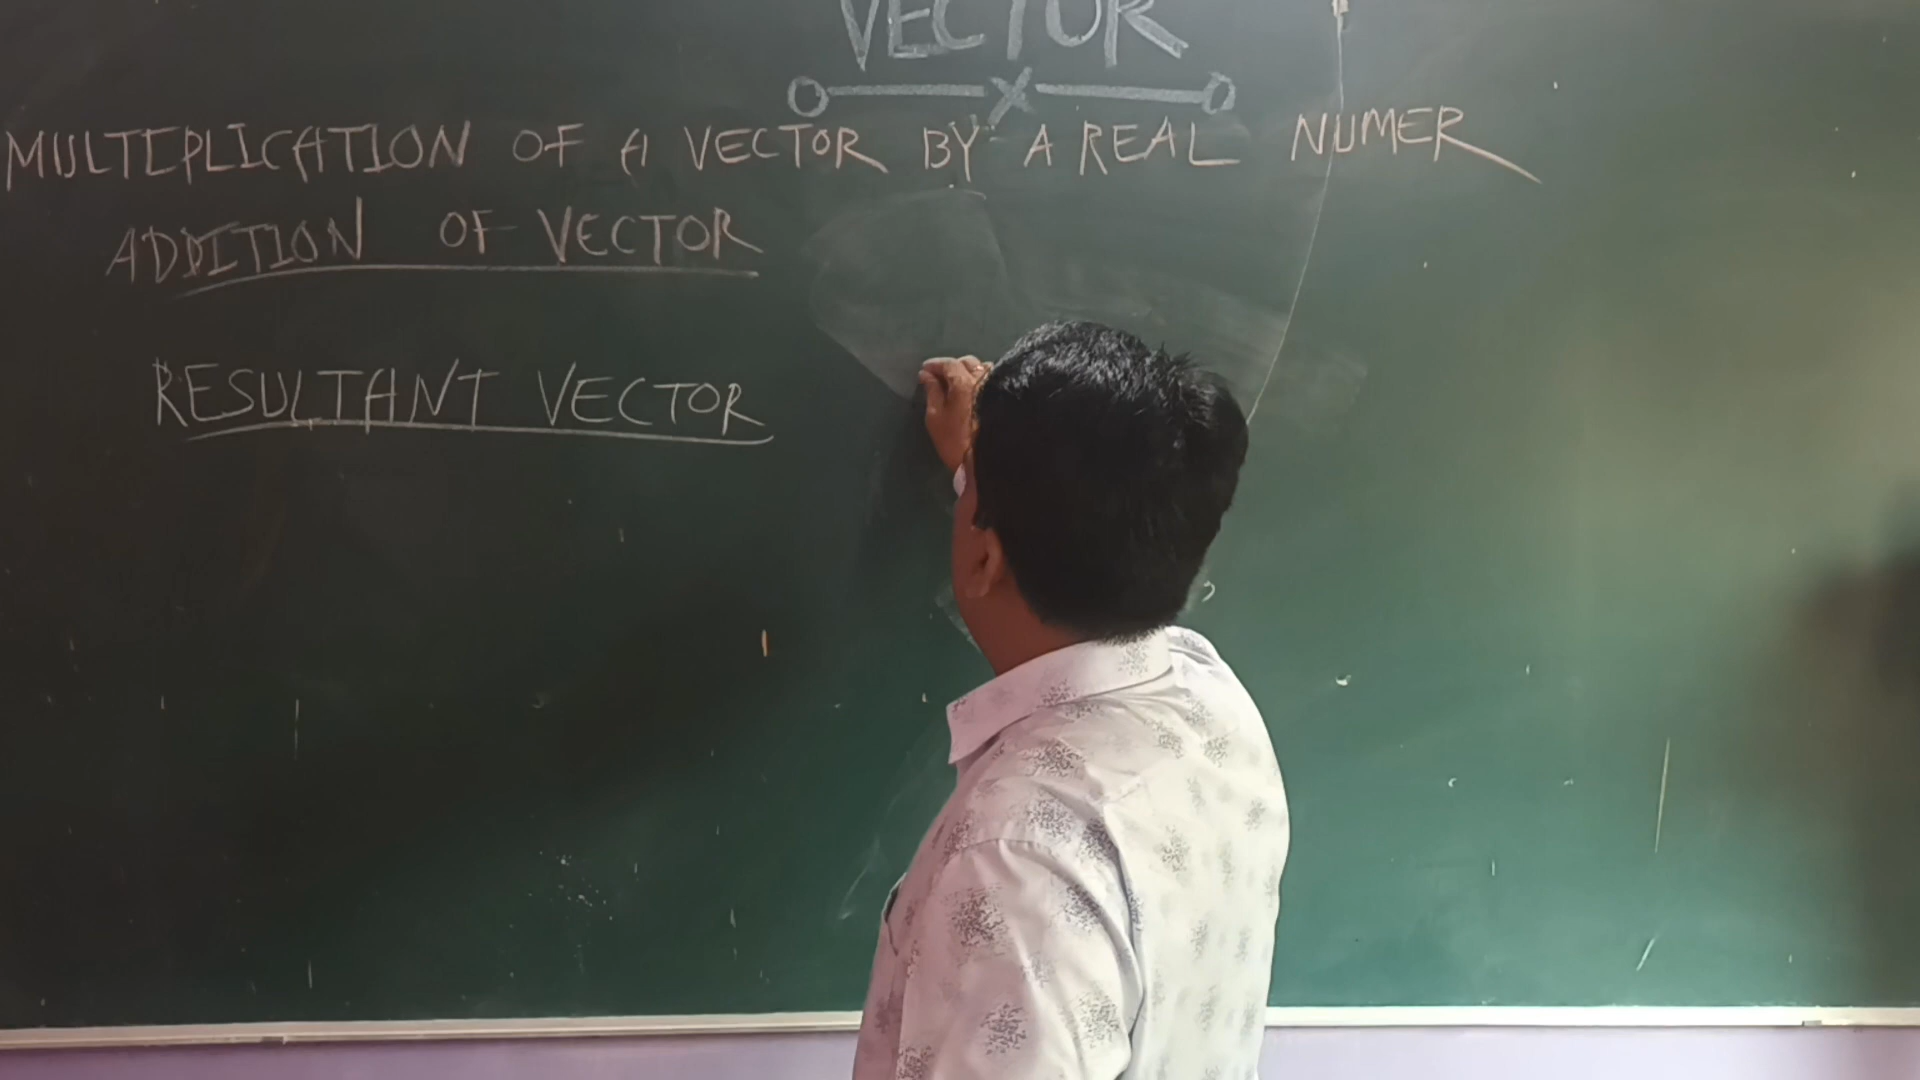 VECTOR
MULTIPLICATION OF A VECTOR BY A REAL NUMER
ADDITION OF VECTOR
RESULTANT VECTOR